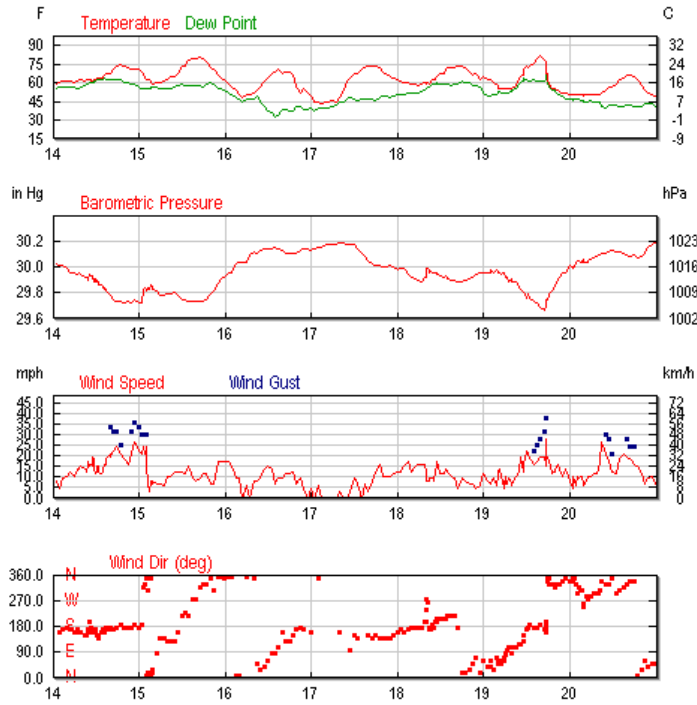 F Temperature Dew Point C
90 32
75 24
60 16
45 7
30 -1
15 -9
14 15 16 17 18 19 20
in Hg Barometric Pressure hPa
30.2 1023
30.0 1016
29.8 1009
29.6 1002
14 15 16 17 18 19 20
mph Wind Speed Wind Gust km/h
45.0 72
40.0 64
35.0 56
30.0 48
25.0 40
20.0 32
15.0 24
10.0 16
5.0 8
0.0 0
14 15 16 17 18 19 20
Wind Dir (deg)
360.0 N
270.0 W
180.0 S
90.0 E
0.0 N
14 15 16 17 18 19 20